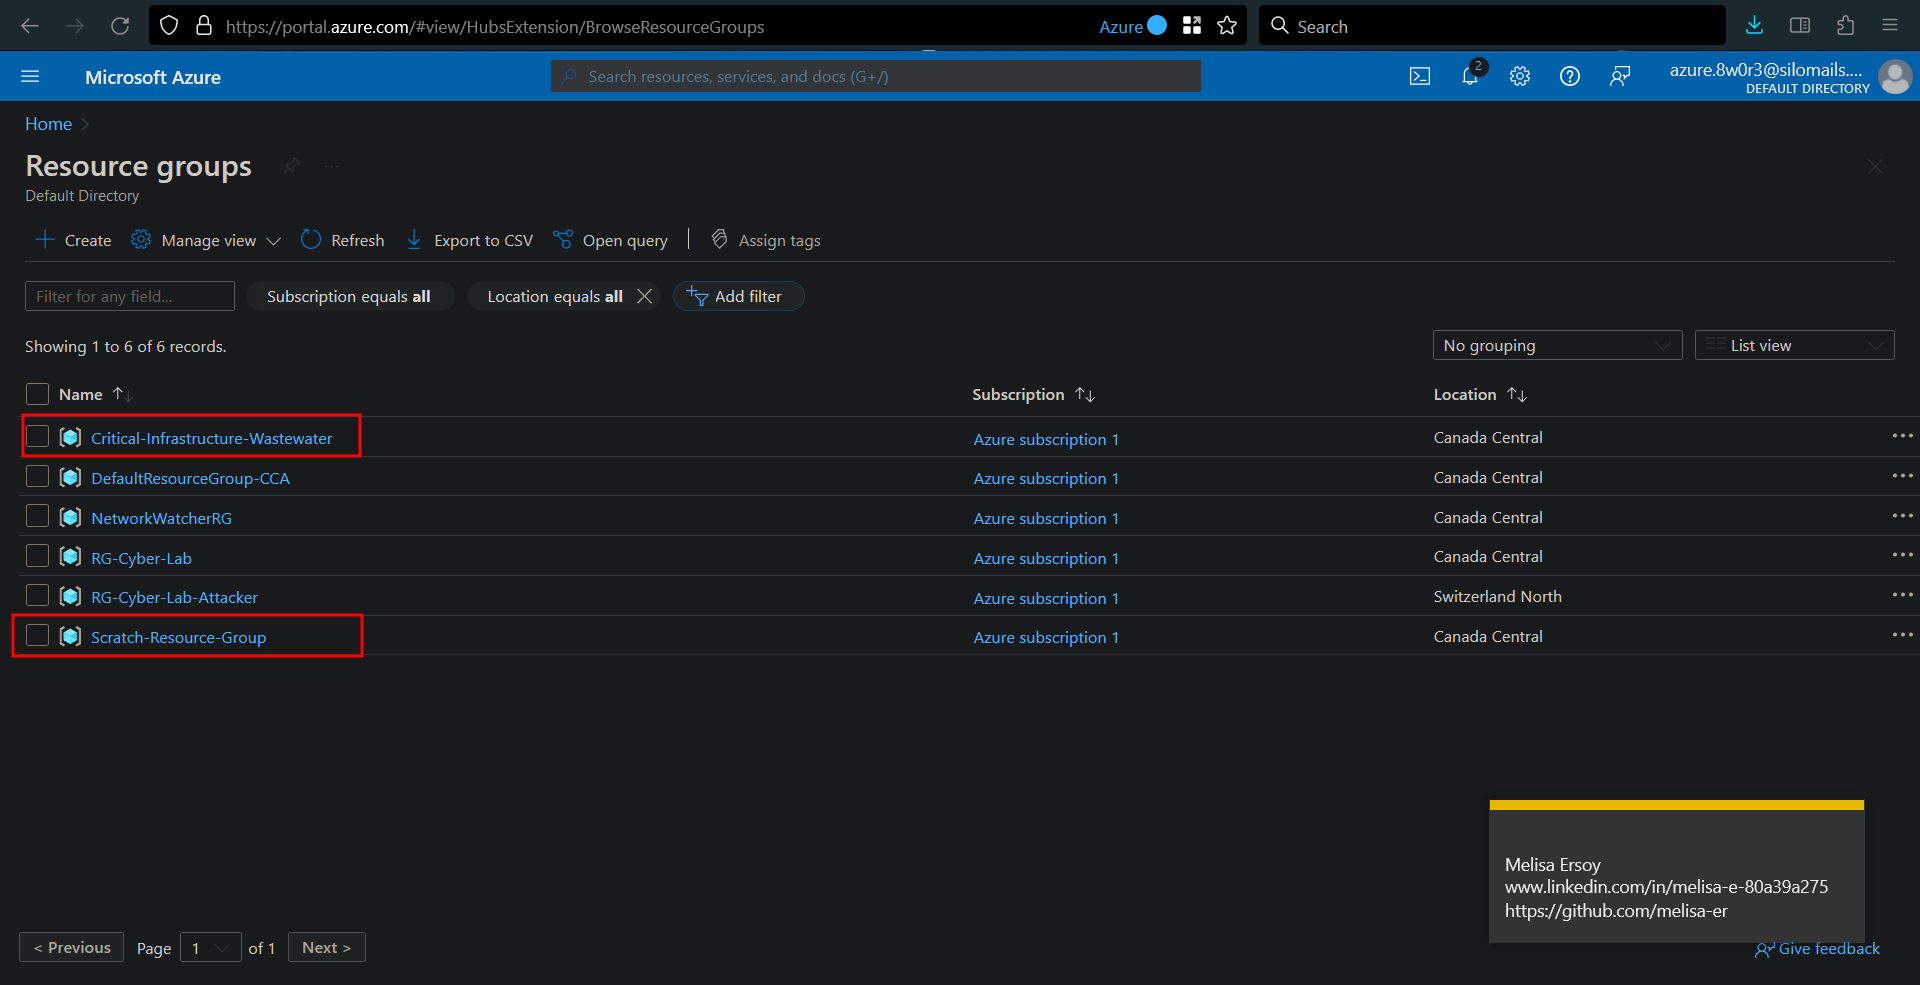 https://portal.azure.com/#view/HubsExtension/BrowseResourceGroups
Azure
Search
Microsoft Azure
Search resources, services, and docs (G+/)
2
azure.8w0r3@silomails....
DEFAULT DIRECTORY
Home
Resource groups
Default Directory
Create
Manage view
Refresh
Export to CSV
Open query
Assign tags
Filter for any field...
Subscription equals all
Location equals all
Add filter
Showing 1 to 6 of 6 records.
No grouping
List view
Name Subscription Location
Critical-Infrastructure-Wastewater Azure subscription 1 Canada Central
DefaultResourceGroup-CCA Azure subscription 1 Canada Central
NetworkWatcherRG Azure subscription 1 Canada Central
RG-Cyber-Lab Azure subscription 1 Canada Central
RG-Cyber-Lab-Attacker Azure subscription 1 Switzerland North
Scratch-Resource-Group Azure subscription 1 Canada Central
Melisa Ersoy
www.linkedin.com/in/melisa-e-80a39a275
https://github.com/melisa-er
< Previous Page 1 of 1 Next >
Give feedback